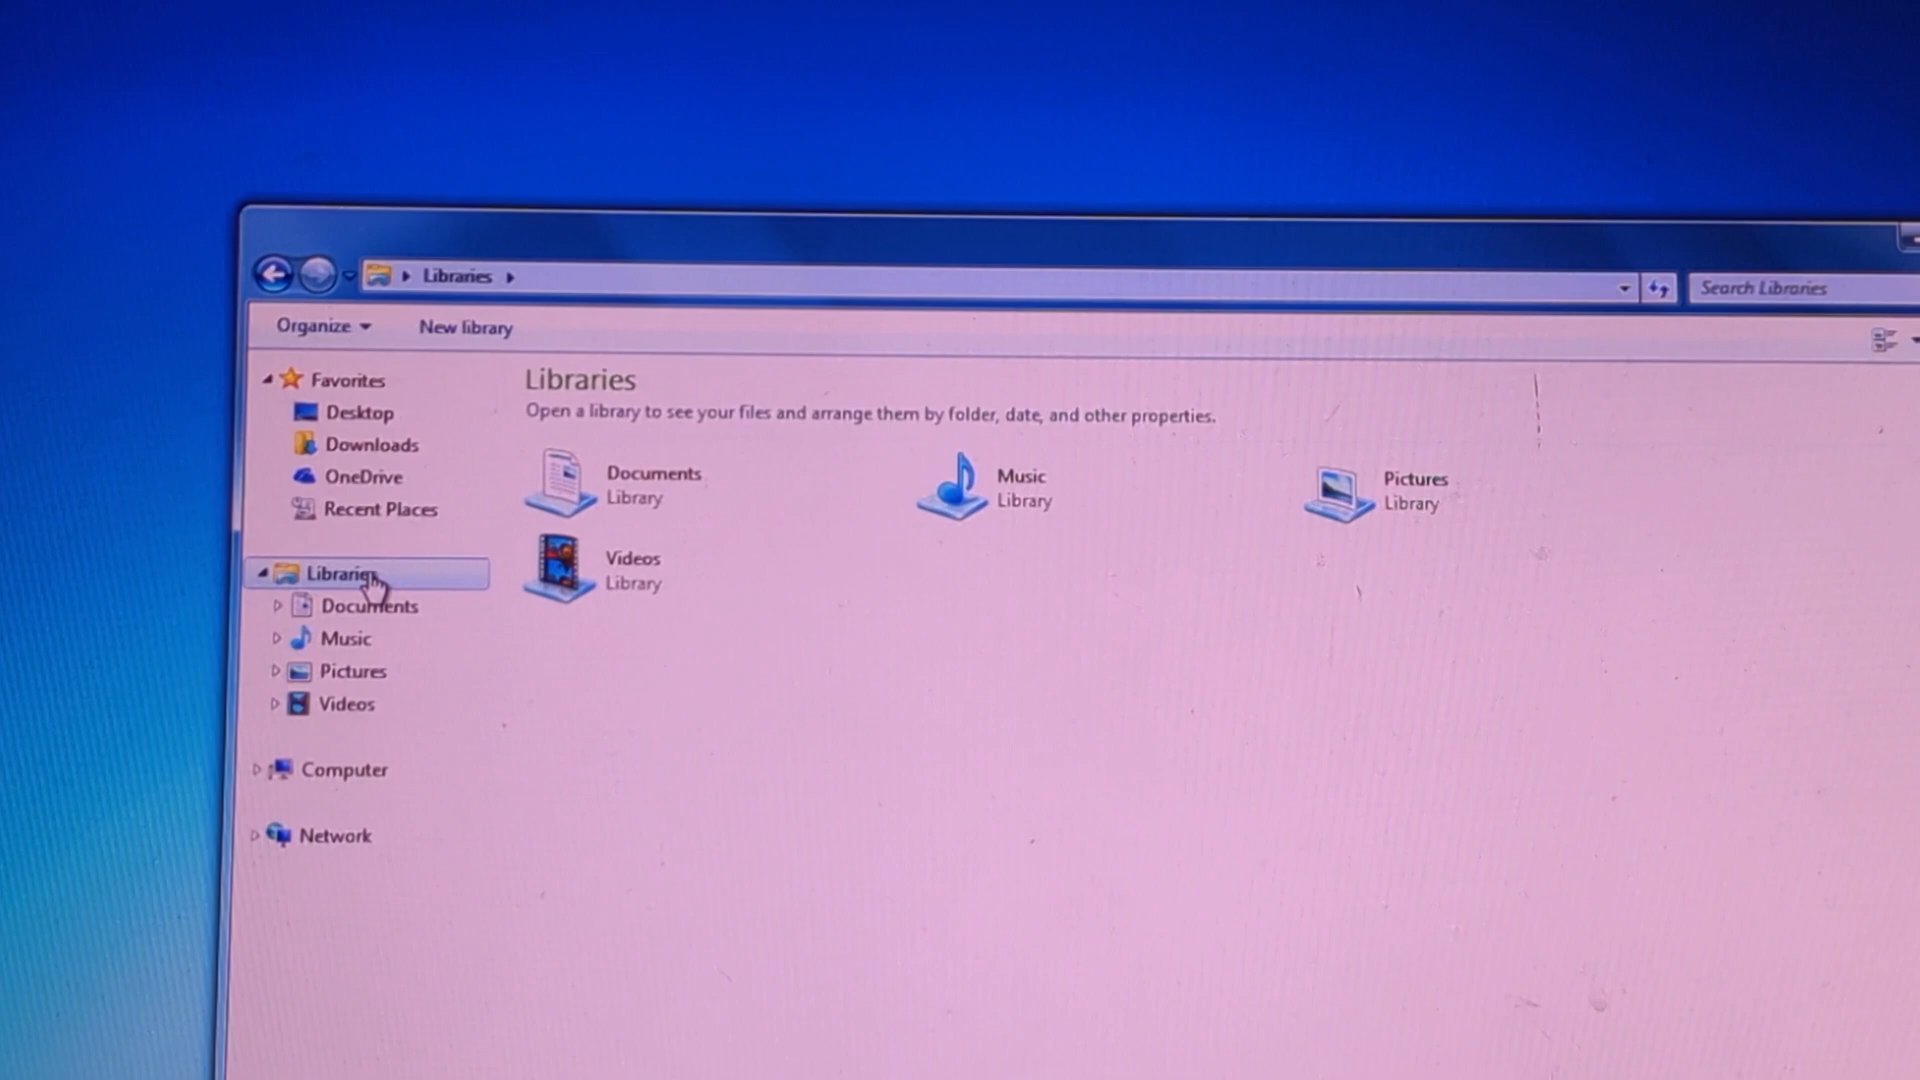 Libraries
Search Libraries
Organize
New library
Favorites
Desktop
Downloads
OneDrive
Recent Places
Libraries
Documents
Music
Pictures
Videos
Computer
Network
Libraries
Open a library to see your files and arrange them by folder, date, and other properties.
Documents
Library
Music
Library
Pictures
Library
Videos
Library